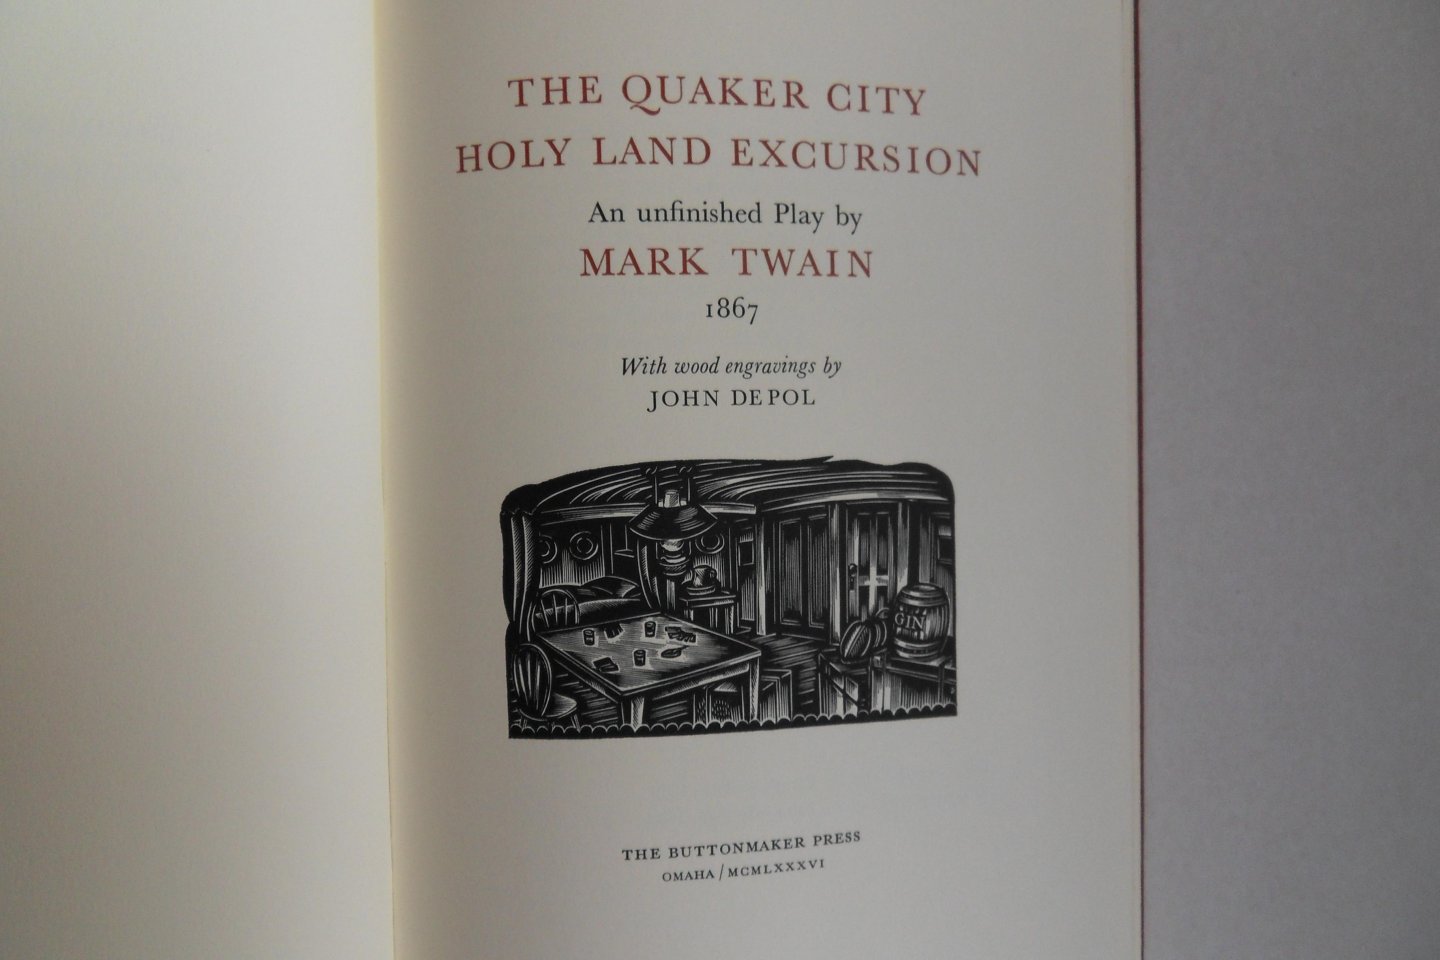 THE QUAKER CITY
HOLY LAND EXCURSION
An unfinished Play by
MARK TWAIN
1867
With wood engravings by
JOHN DEPOL
GIN
THE BUTTONMAKER PRESS
OMAHA / MCMLXXXVI